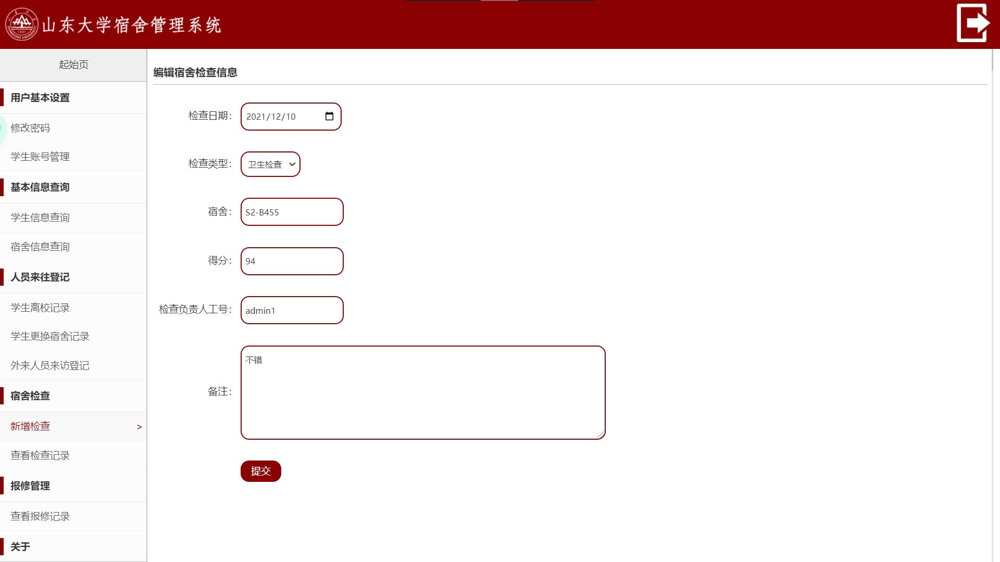 山东大学宿舍管理系统
SHANDONG UNIVERSITY
1901
起始页
用户基本设置
修改密码
学生账号管理
基本信息查询
学生信息查询
宿舍信息查询
人员来往登记
学生离校记录
学生更换宿舍记录
外来人员来访登记
宿舍检查
新增检查 >
查看检查记录
报修管理
查看报修记录
关于
编辑宿舍检查信息
检查日期： 2021/12/10
检查类型： 卫生检查
宿舍： S2-B455
得分： 94
检查负责人工号： admin1
备注： 不错
提交